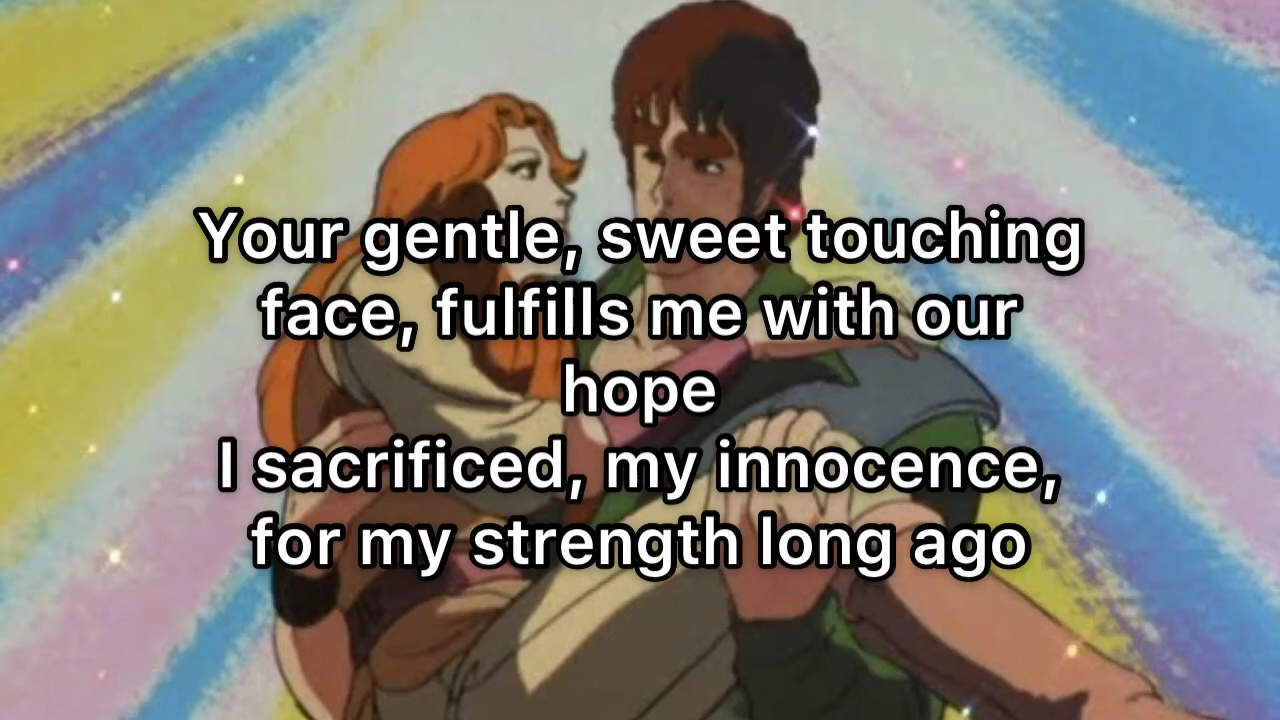 Your gentle, sweet touching
face, fulfills me with our
hope
I sacrificed, my innocence,
for my strength long ago